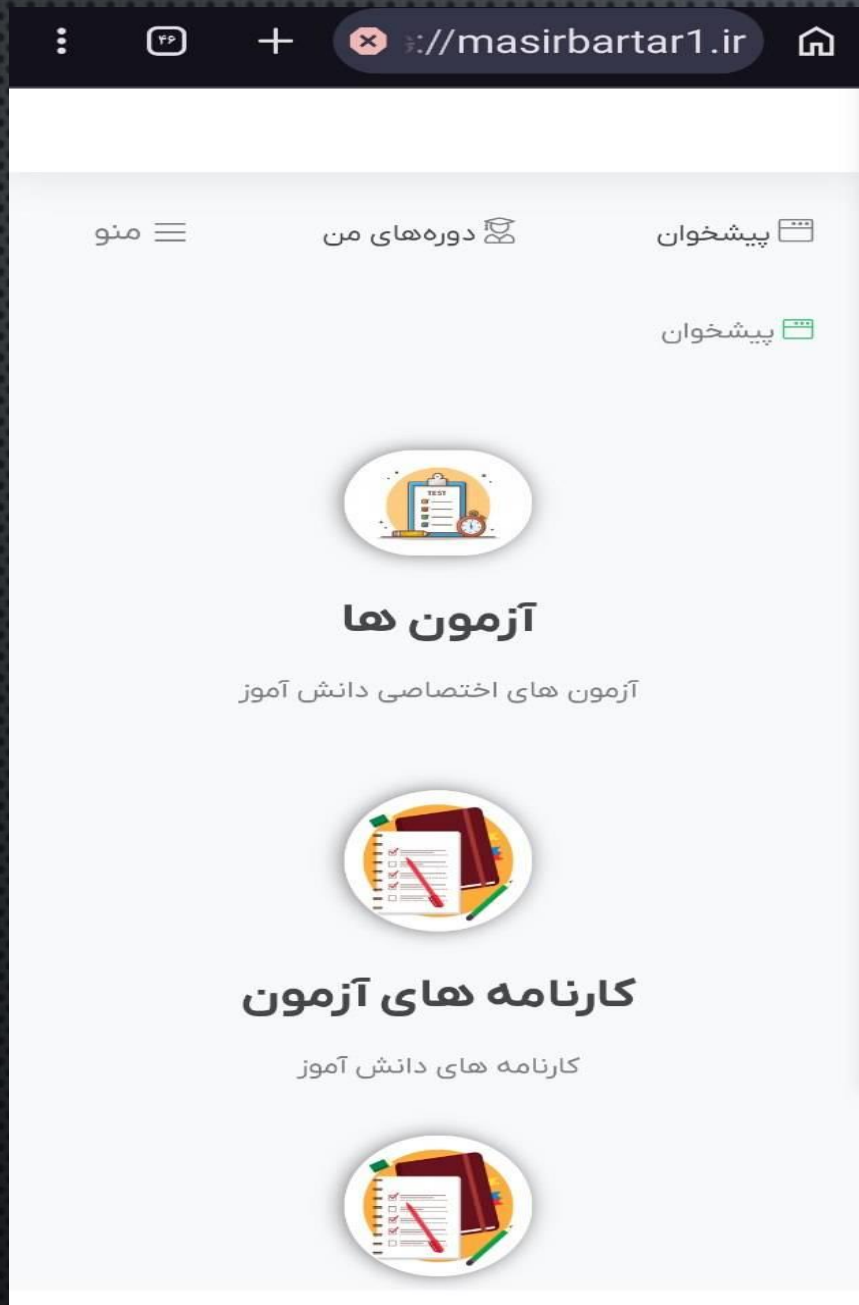 ۴۶
://masirbartar1.ir
پیشخوان
دوره‌های من
منو
پیشخوان
TEST
آزمون ها
آزمون های اختصاصی دانش آموز
کارنامه های آزمون
کارنامه های دانش آموز